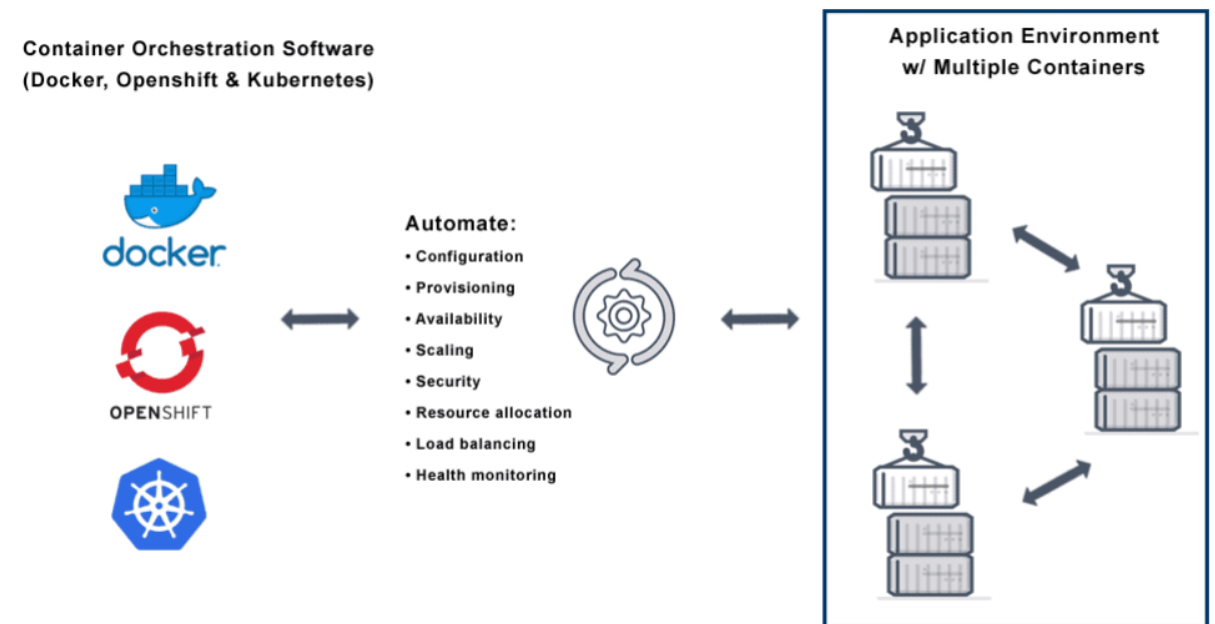 Container Orchestration Software
(Docker, Openshift & Kubernetes)
docker
OPENSHIFT
Automate:
• Configuration
• Provisioning
• Availability
• Scaling
• Security
• Resource allocation
• Load balancing
• Health monitoring
Application Environment
w/ Multiple Containers